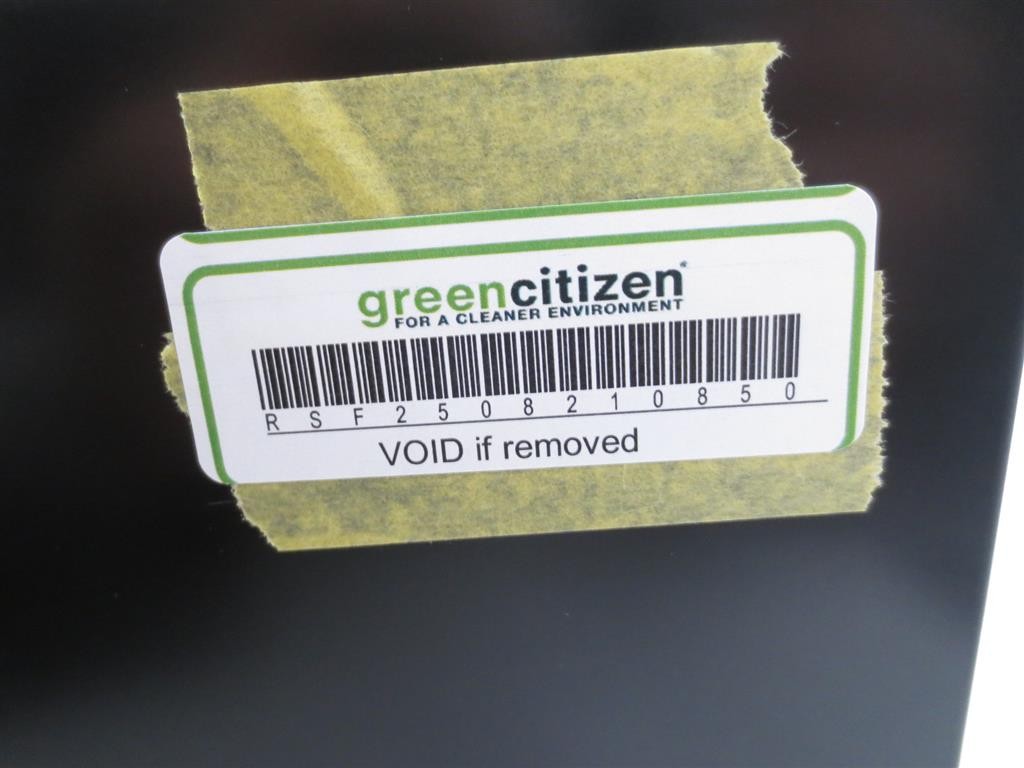 greencitizen
FOR A CLEANER ENVIRONMENT
RSF2508210850
VOID if removed